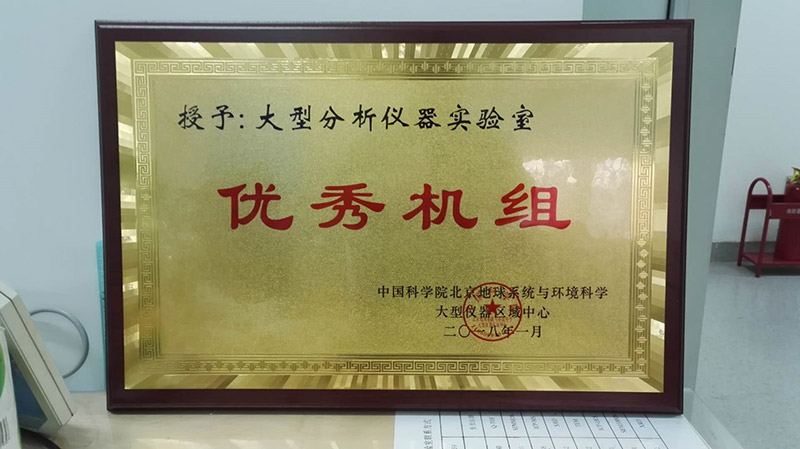 授予:大型分析仪器实验室
优秀机组
中国科学院北京地球系统与环境科学
大型仪器区域中心
二〇一八年一月